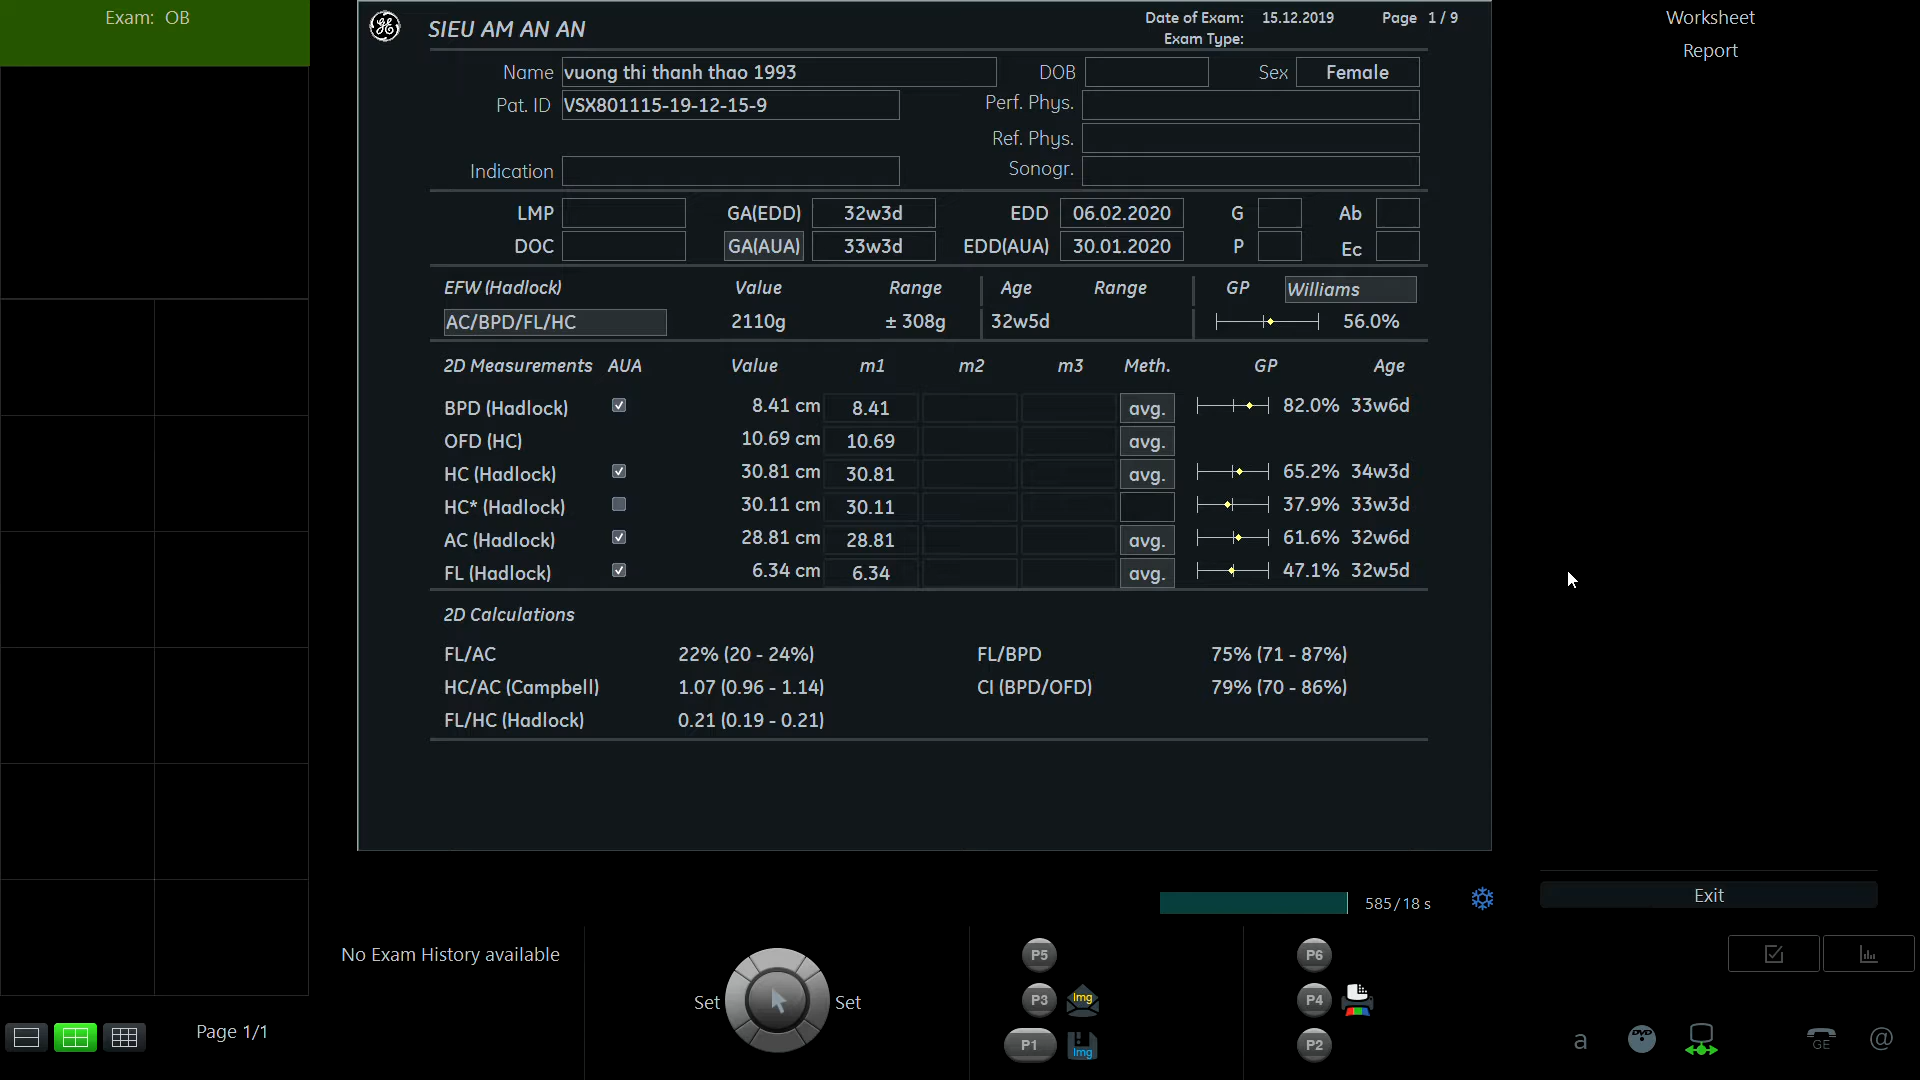 Exam: OB
SIEU AM AN AN
Date of Exam: 15.12.2019 Page 1 / 9
Exam Type:
Name vuong thi thanh thao 1993 DOB Sex Female
Pat. ID VSX801115-19-12-15-9 Perf. Phys.
Ref. Phys.
Indication Sonogr.
LMP GA(EDD) 32w3d EDD 06.02.2020 G Ab
DOC GA(AUA) 33w3d EDD(AUA) 30.01.2020 P Ec
EFW (Hadlock) Value Range Age Range GP Williams
AC/BPD/FL/HC 2110g ± 308g 32w5d 56.0%
2D Measurements AUA Value m1 m2 m3 Meth. GP Age
BPD (Hadlock) 8.41 cm 8.41 avg. 82.0% 33w6d
OFD (HC) 10.69 cm 10.69 avg.
HC (Hadlock) 30.81 cm 30.81 avg. 65.2% 34w3d
HC* (Hadlock) 30.11 cm 30.11 37.9% 33w3d
AC (Hadlock) 28.81 cm 28.81 avg. 61.6% 32w6d
FL (Hadlock) 6.34 cm 6.34 avg. 47.1% 32w5d
2D Calculations
FL/AC 22% (20 - 24%) FL/BPD 75% (71 - 87%)
HC/AC (Campbell) 1.07 (0.96 - 1.14) CI (BPD/OFD) 79% (70 - 86%)
FL/HC (Hadlock) 0.21 (0.19 - 0.21)
Worksheet
Report
585/18 s
Exit
No Exam History available
Set Set
P5
P3 Img
P1 Img
P6
P4
P2
Page 1/1
a DVD GE @